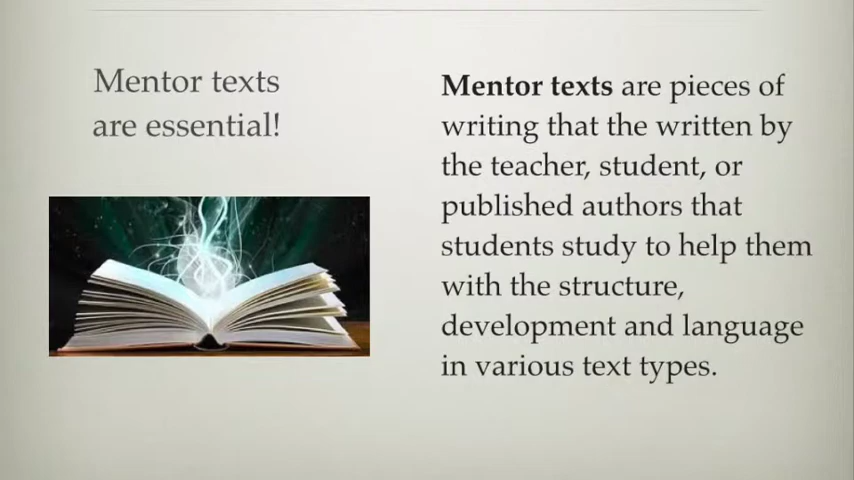 Mentor texts
are essential!
Mentor texts are pieces of
writing that the written by
the teacher, student, or
published authors that
students study to help them
with the structure,
development and language
in various text types.